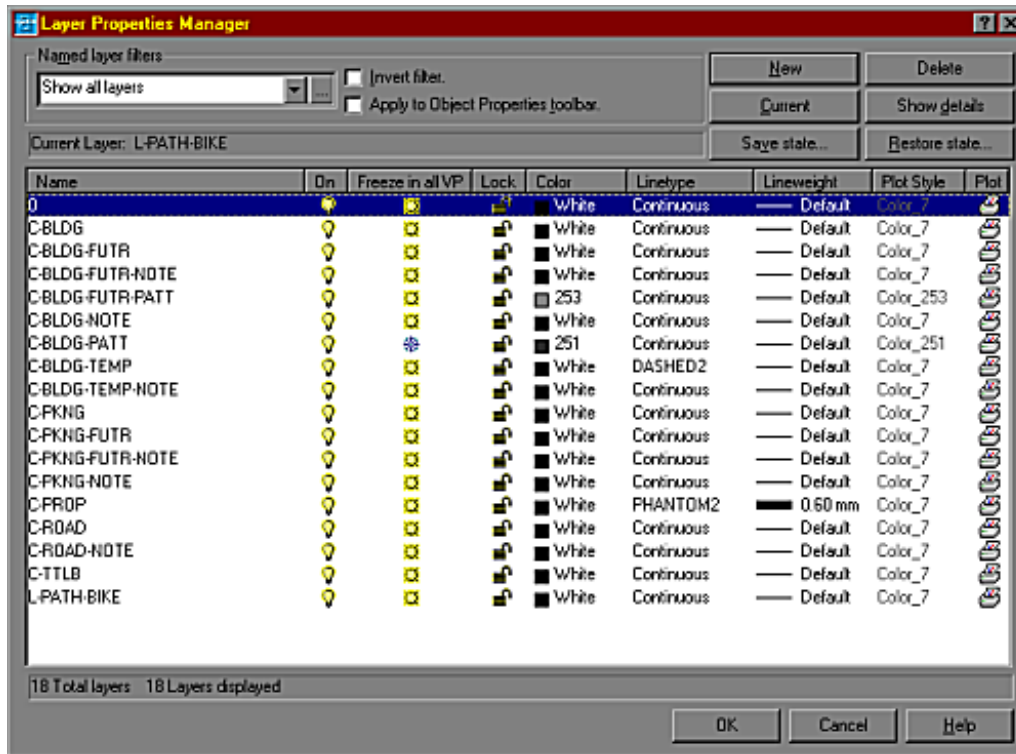 Layer Properties Manager
Named layer filters
Show all layers
...
Invert filter.
Apply to Object Properties toolbar.
New
Delete
Current
Show details
Current Layer: L-PATH-BIKE
Save state...
Restore state...
Name On Freeze in all VP Lock Color Linetype Lineweight Plot Style Plot
0 White Continuous Default Color_7
C-BLDG White Continuous Default Color_7
C-BLDG-FUTR White Continuous Default Color_7
C-BLDG-FUTR-NOTE White Continuous Default Color_7
C-BLDG-FUTR-PATT 253 Continuous Default Color_253
C-BLDG-NOTE White Continuous Default Color_7
C-BLDG-PATT 251 Continuous Default Color_251
C-BLDG-TEMP White DASHED2 Default Color_7
C-BLDG-TEMP-NOTE White Continuous Default Color_7
C-PKNG White Continuous Default Color_7
C-PKNG-FUTR White Continuous Default Color_7
C-PKNG-FUTR-NOTE White Continuous Default Color_7
C-PKNG-NOTE White Continuous Default Color_7
C-PROP White PHANTOM2 0.60 mm Color_7
C-ROAD White Continuous Default Color_7
C-ROAD-NOTE White Continuous Default Color_7
C-TTLB White Continuous Default Color_7
L-PATH-BIKE White Continuous Default Color_7
18 Total layers 18 Layers displayed
OK
Cancel
Help